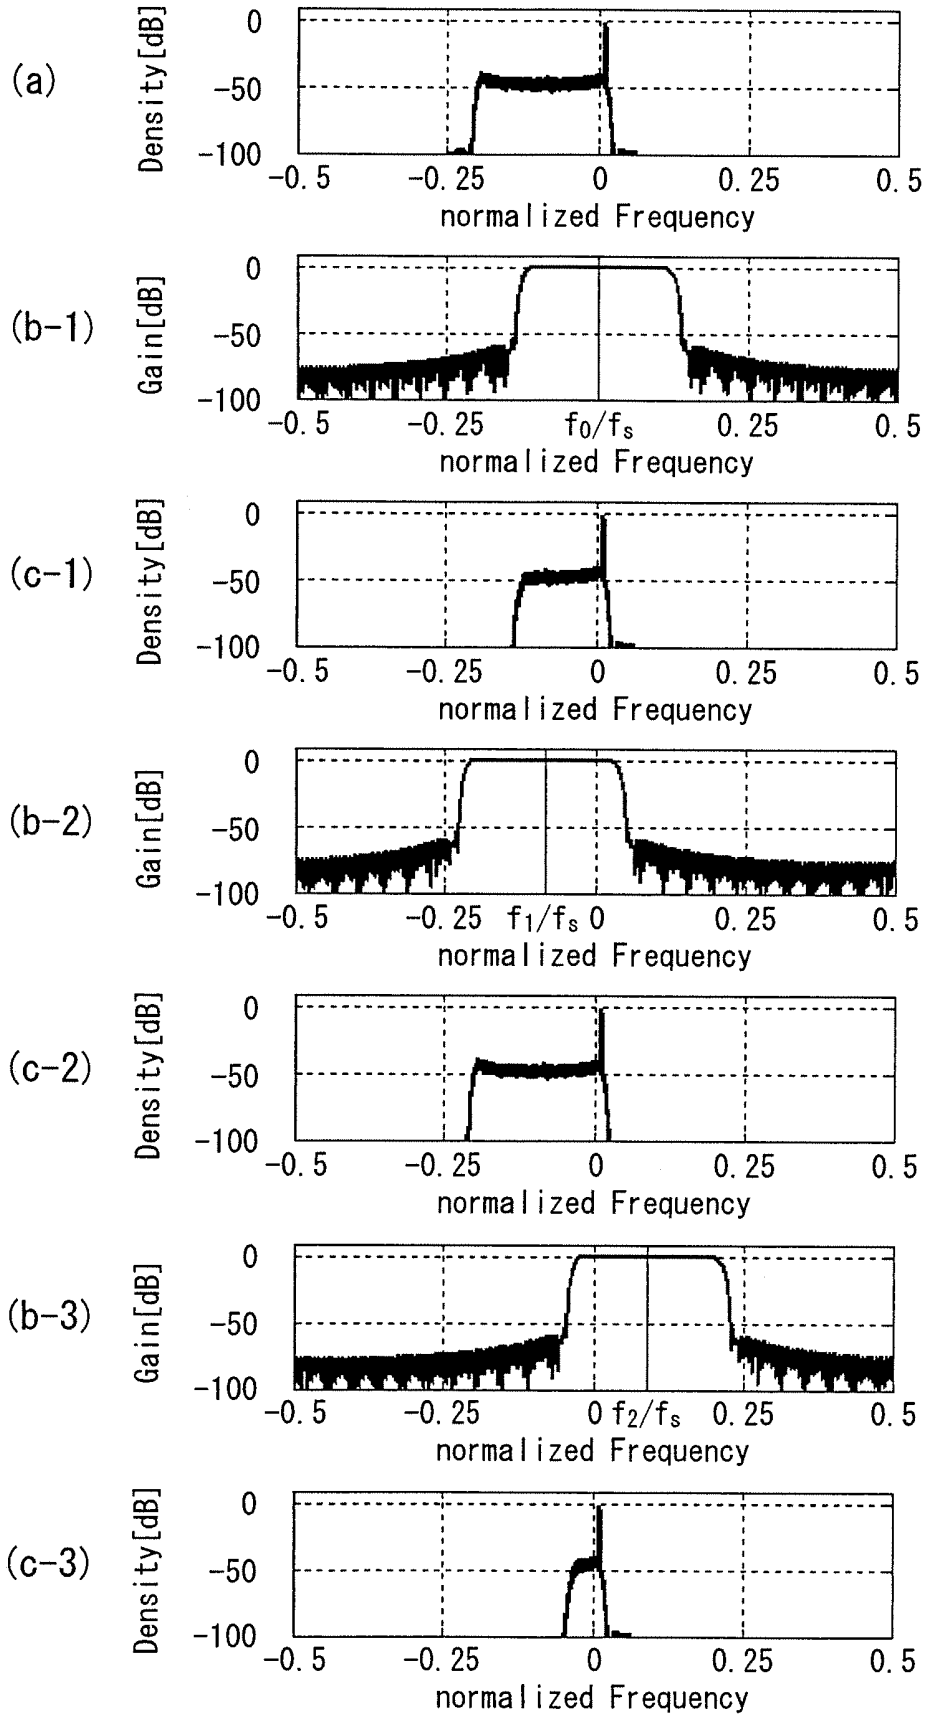 (a)
Density[dB]
0
-50
-100
-0.5 -0.25 0 0.25 0.5
normalized Frequency
(b-1)
Gain[dB]
0
-50
-100
-0.5 -0.25 f0/fs 0.25 0.5
normalized Frequency
(c-1)
Density[dB]
0
-50
-100
-0.5 -0.25 0 0.25 0.5
normalized Frequency
(b-2)
Gain[dB]
0
-50
-100
-0.5 -0.25 f1/fs 0 0.25 0.5
normalized Frequency
(c-2)
Density[dB]
0
-50
-100
-0.5 -0.25 0 0.25 0.5
normalized Frequency
(b-3)
Gain[dB]
0
-50
-100
-0.5 -0.25 0 f2/fs 0.25 0.5
normalized Frequency
(c-3)
Density[dB]
0
-50
-100
-0.5 -0.25 0 0.25 0.5
normalized Frequency